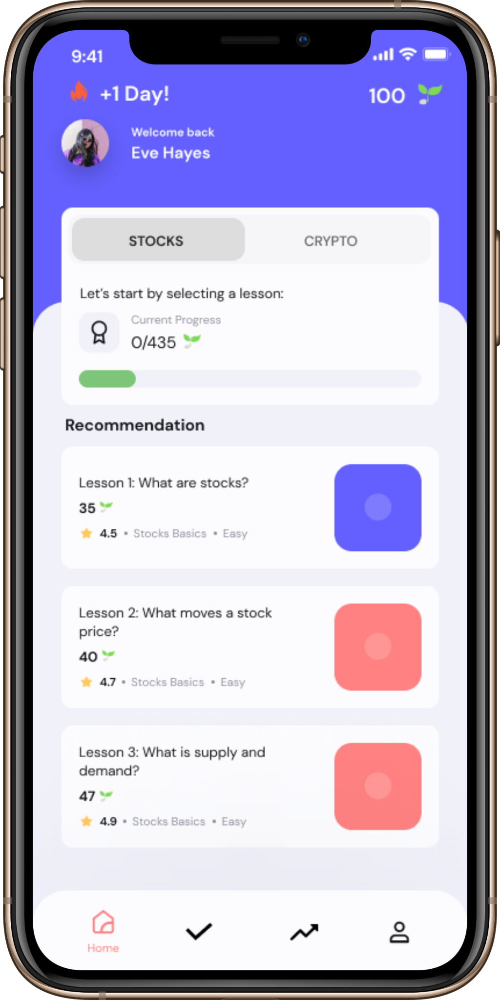 9:41
+1 Day!
100
Welcome back
Eve Hayes
STOCKS
CRYPTO
Let's start by selecting a lesson:
Current Progress
0/435
Recommendation
Lesson 1: What are stocks?
35
4.5 • Stocks Basics • Easy
Lesson 2: What moves a stock
price?
40
4.7 • Stocks Basics • Easy
Lesson 3: What is supply and
demand?
47
4.9 • Stocks Basics • Easy
Home